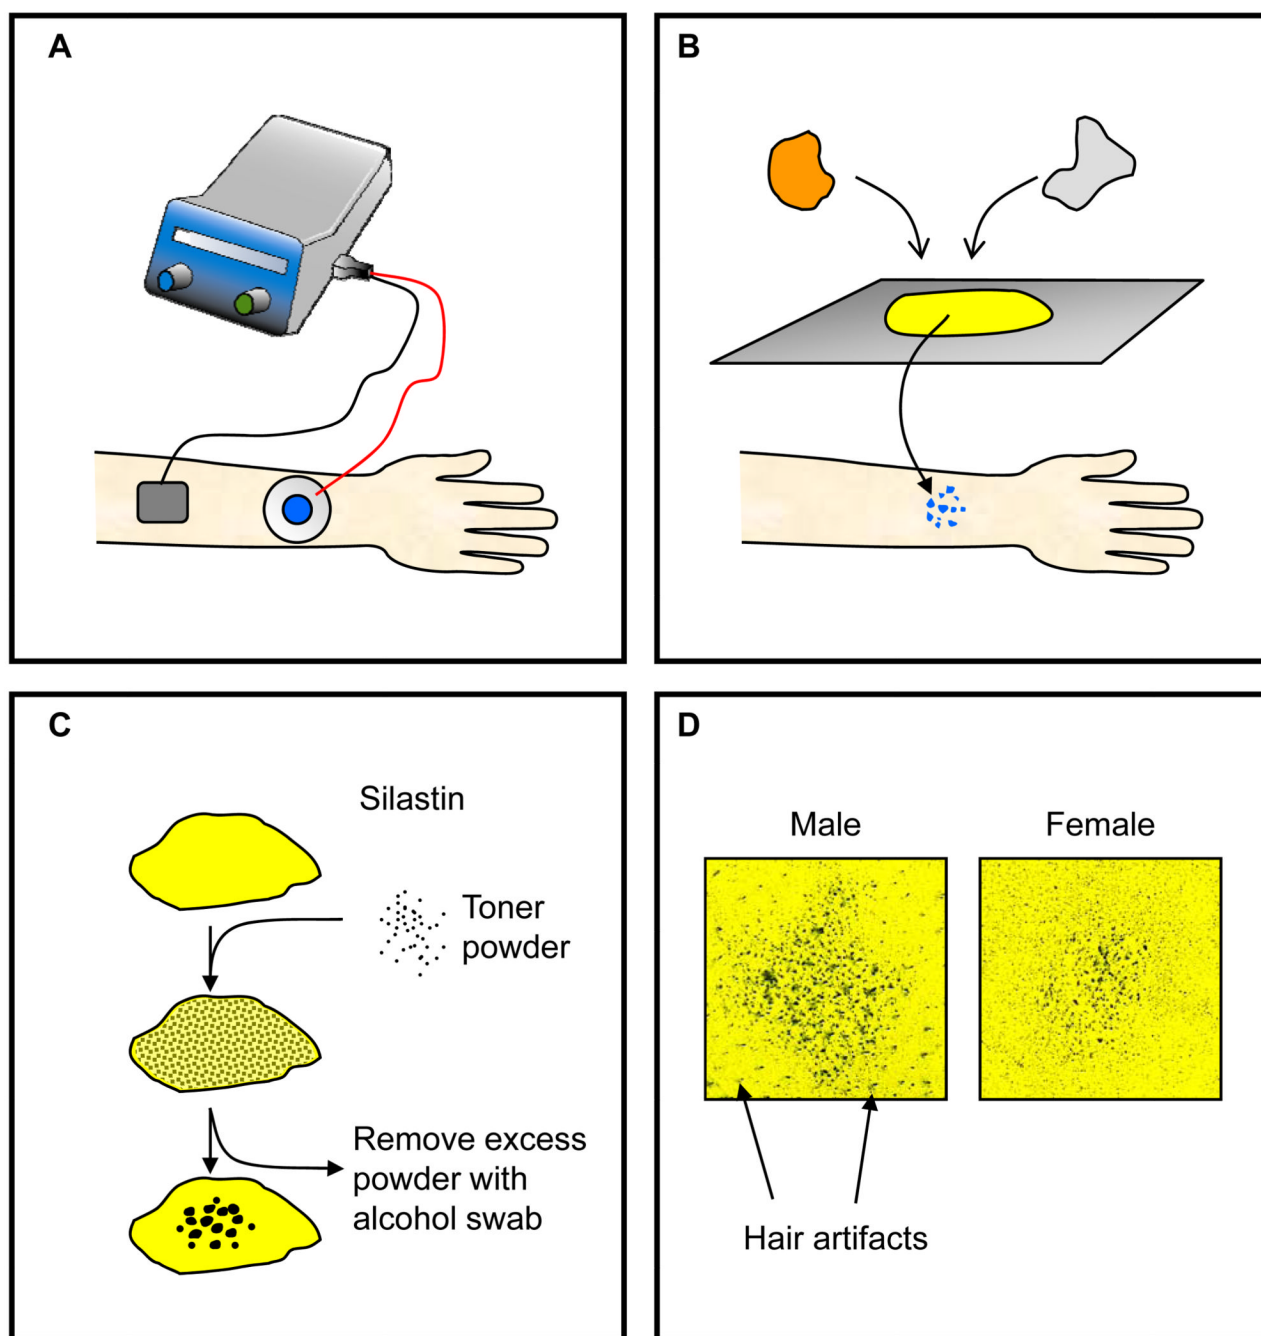 A
B
C
Silastin
Toner
powder
Remove excess
powder with
alcohol swab
D
Male
Female
Hair artifacts